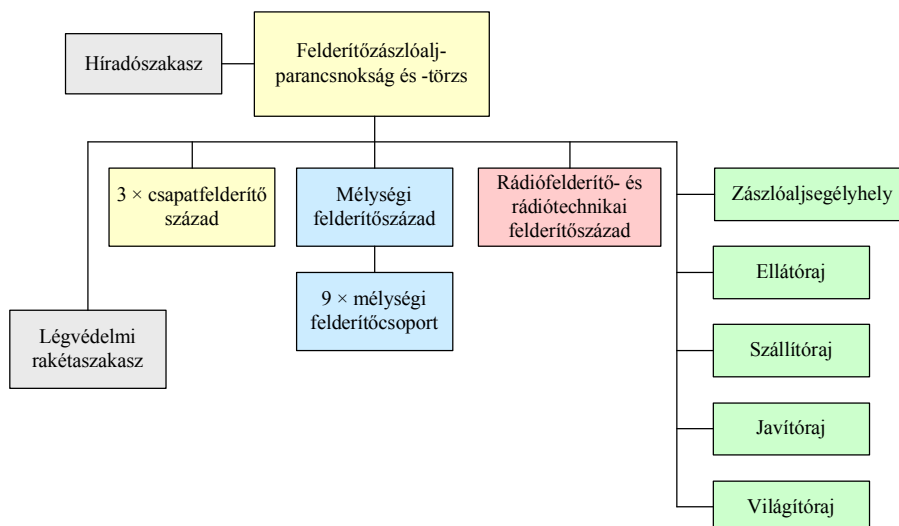 Felderítőzászlóalj-
parancsnokság és -törzs
Híradószakasz
3 × csapatfelderítő
század
Mélységi
felderítőszázad
Rádiófelderítő- és
rádiótechnikai
felderítőszázad
Zászlóaljsegélyhely
Ellátóraj
9 × mélységi
felderítőcsoport
Légvédelmi
rakétaszakasz
Szállítóraj
Javítóraj
Világítóraj